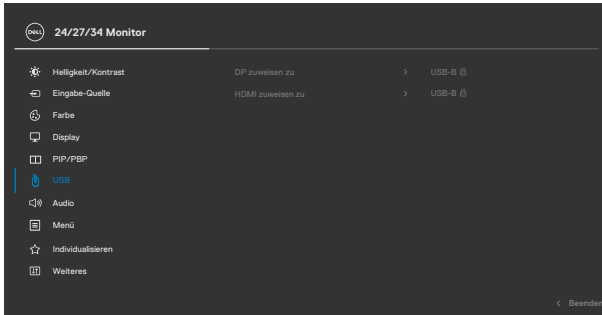 DELL 24/27/34 Monitor
Helligkeit/Kontrast DP zuweisen zu > USB-B
Eingabe-Quelle HDMI zuweisen zu > USB-B
Farbe
Display
PIP/PBP
USB
Audio
Menü
Individualisieren
Weiteres
< Beenden